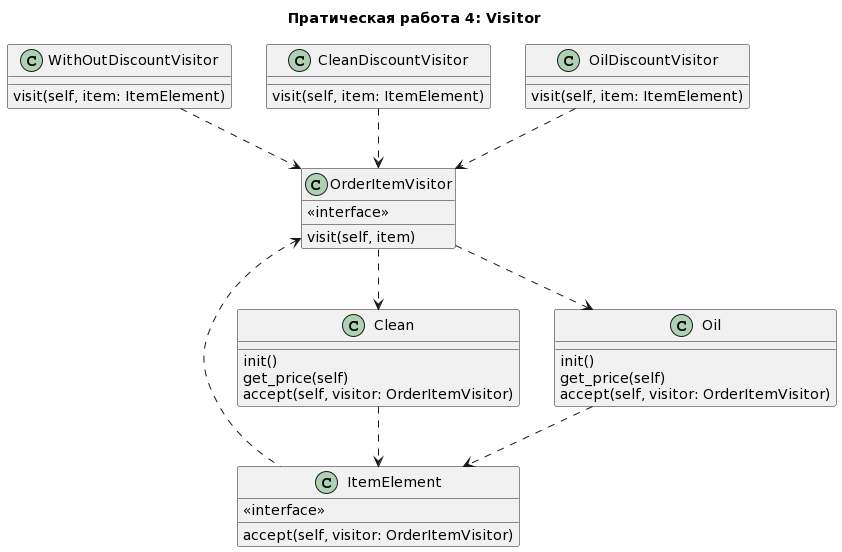 Пратическая работа 4: Visitor
C WithOutDiscountVisitor
visit(self, item: ItemElement)
C CleanDiscountVisitor
visit(self, item: ItemElement)
C OilDiscountVisitor
visit(self, item: ItemElement)
C OrderItemVisitor
«interface»
visit(self, item)
C Clean
init()
get_price(self)
accept(self, visitor: OrderItemVisitor)
C Oil
init()
get_price(self)
accept(self, visitor: OrderItemVisitor)
C ItemElement
«interface»
accept(self, visitor: OrderItemVisitor)